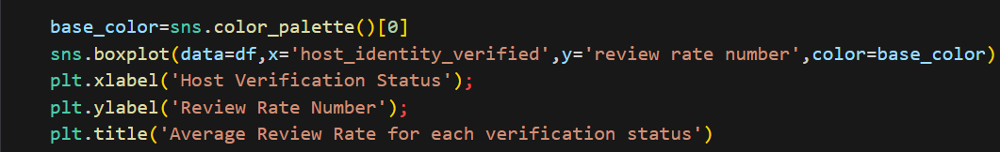 base_color=sns.color_palette()[0]
sns.boxplot(data=df,x='host_identity_verified',y='review rate number',color=base_color)
plt.xlabel('Host Verification Status');
plt.ylabel('Review Rate Number');
plt.title('Average Review Rate for each verification status')